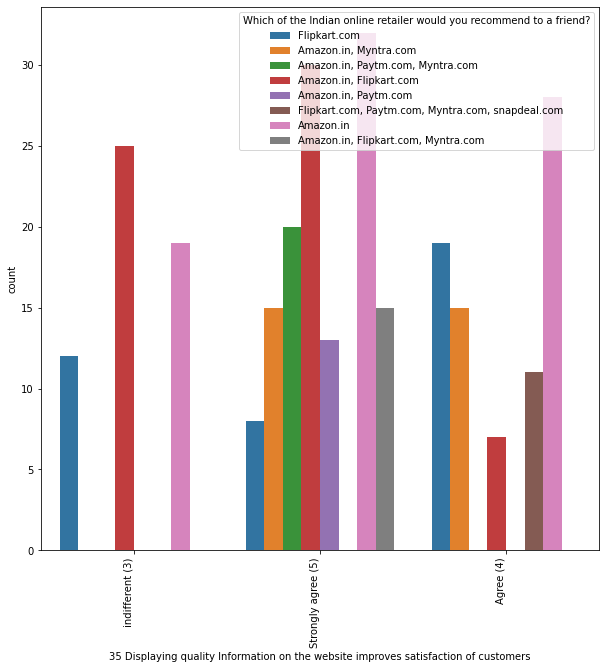 Which of the Indian online retailer would you recommend to a friend?
Flipkart.com
Amazon.in, Myntra.com
Amazon.in, Paytm.com, Myntra.com
Amazon.in, Flipkart.com
Amazon.in, Paytm.com
Flipkart.com, Paytm.com, Myntra.com, snapdeal.com
Amazon.in
Amazon.in, Flipkart.com, Myntra.com
30
25
20
15
10
5
0
count
indifferent (3)
Strongly agree (5)
Agree (4)
35 Displaying quality Information on the website improves satisfaction of customers